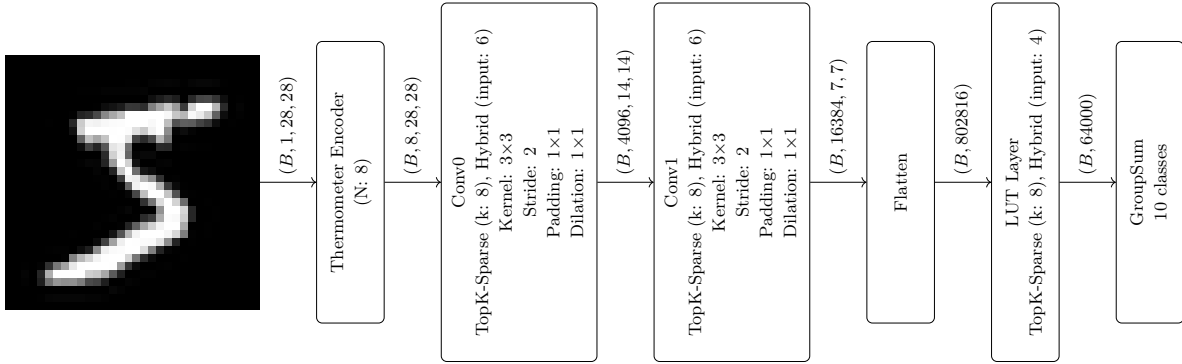 (B, 1, 28, 28)
Thermometer Encoder
(N: 8)
(B, 8, 28, 28)
Conv0
TopK-Sparse (k: 8), Hybrid (input: 6)
Kernel: 3×3
Stride: 2
Padding: 1×1
Dilation: 1×1
(B, 4096, 14, 14)
Conv1
TopK-Sparse (k: 8), Hybrid (input: 6)
Kernel: 3×3
Stride: 2
Padding: 1×1
Dilation: 1×1
(B, 16384, 7, 7)
Flatten
(B, 802816)
LUT Layer
TopK-Sparse (k: 8), Hybrid (input: 4)
(B, 64000)
GroupSum
10 classes